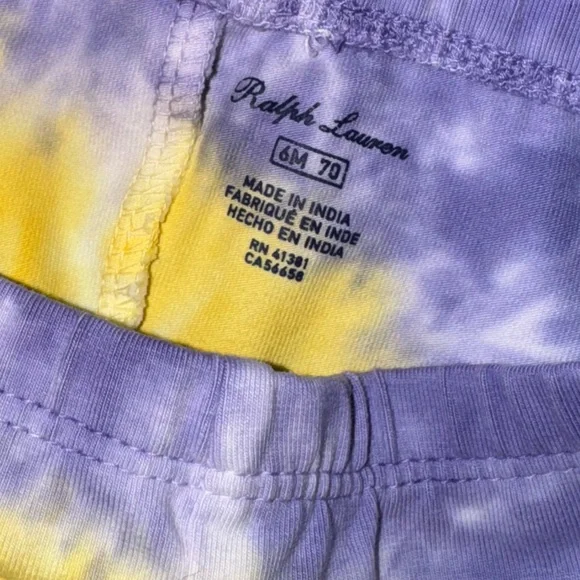 Ralph Lauren
6M 70
MADE IN INDIA
FABRIQUÉ EN INDE
HECHO EN INDIA
RN 41381
CA56658